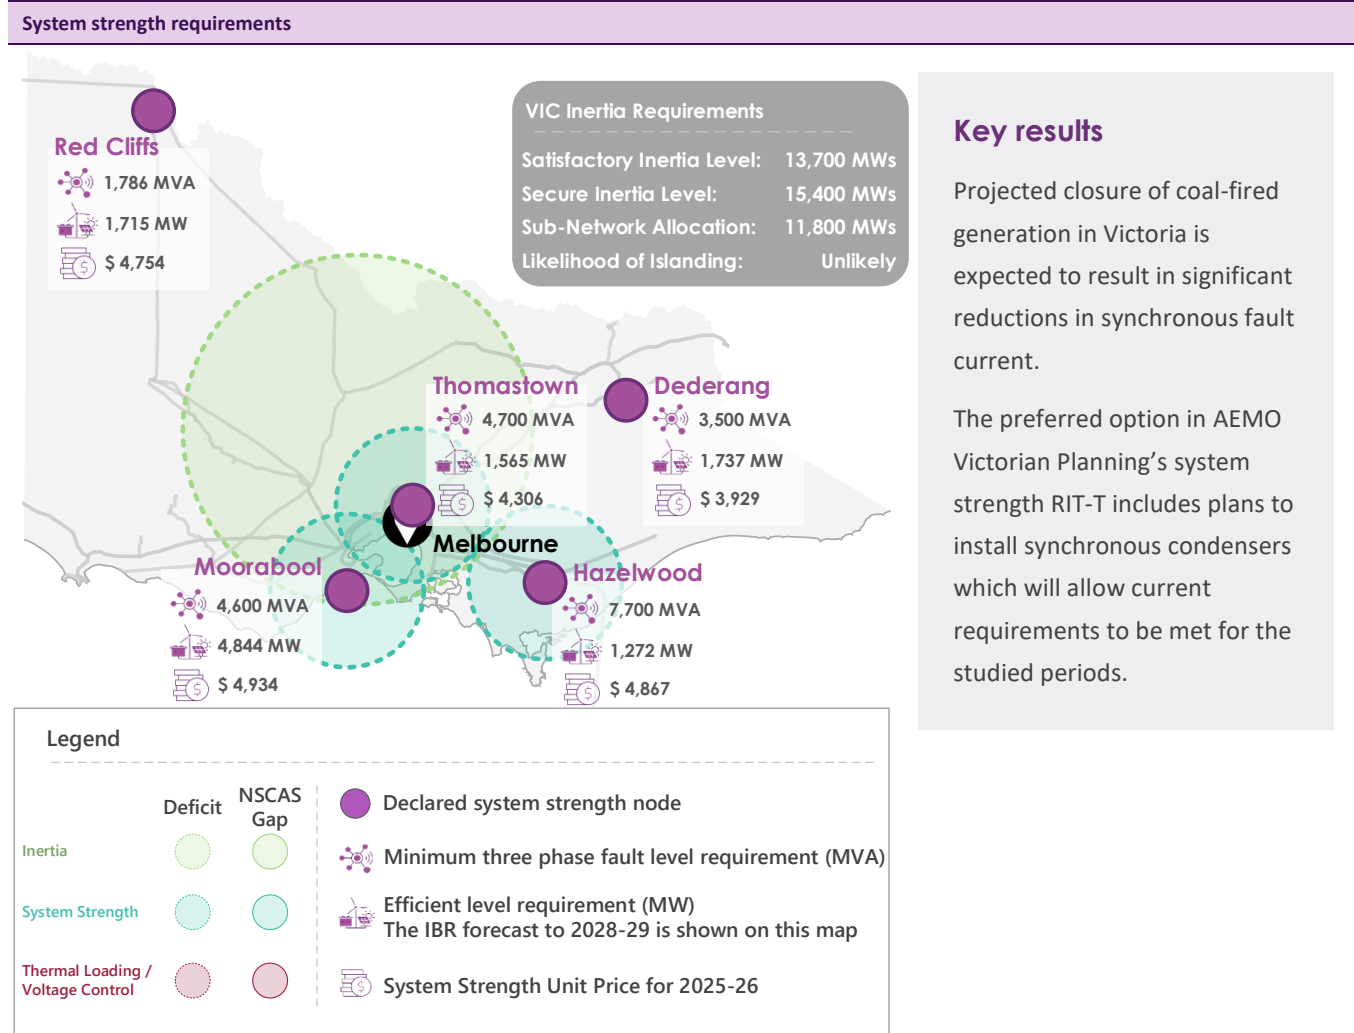 System strength requirements
Red Cliffs
1,786 MVA
1,715 MW
$ 4,754
VIC Inertia Requirements
Satisfactory Inertia Level: 13,700 MWs
Secure Inertia Level: 15,400 MWs
Sub-Network Allocation: 11,800 MWs
Likelihood of Islanding: Unlikely
Thomastown
4,700 MVA
1,565 MW
$ 4,306
Dederang
3,500 MVA
1,737 MW
$ 3,929
Melbourne
Moorabool
4,600 MVA
4,844 MW
$ 4,934
Hazelwood
7,700 MVA
1,272 MW
$ 4,867
Key results
Projected closure of coal-fired
generation in Victoria is
expected to result in significant
reductions in synchronous fault
current.
The preferred option in AEMO
Victorian Planning’s system
strength RIT-T includes plans to
install synchronous condensers
which will allow current
requirements to be met for the
studied periods.
Legend
Deficit
NSCAS
Gap
Inertia
System Strength
Thermal Loading /
Voltage Control
Declared system strength node
Minimum three phase fault level requirement (MVA)
Efficient level requirement (MW)
The IBR forecast to 2028-29 is shown on this map
System Strength Unit Price for 2025-26